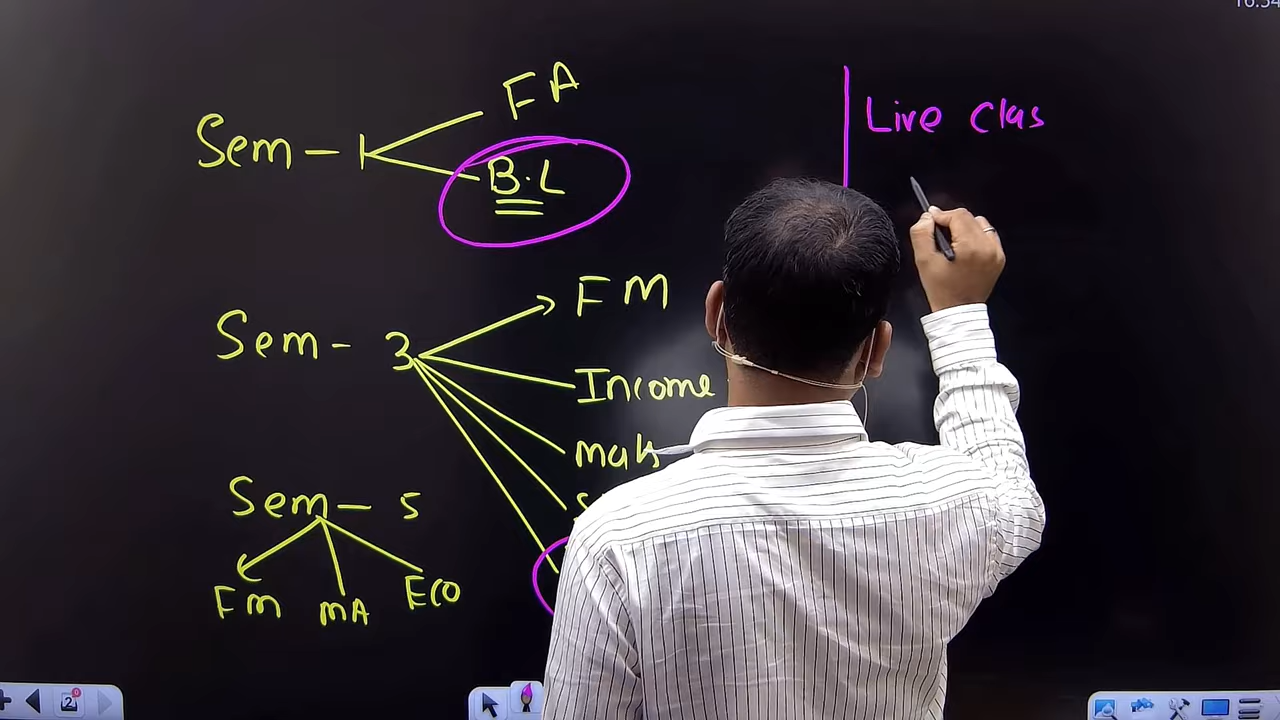 FA
Sem - 1
B.L
Live Clas
FM
Sem - 3
Income
Sem - 5
FM MA ECO